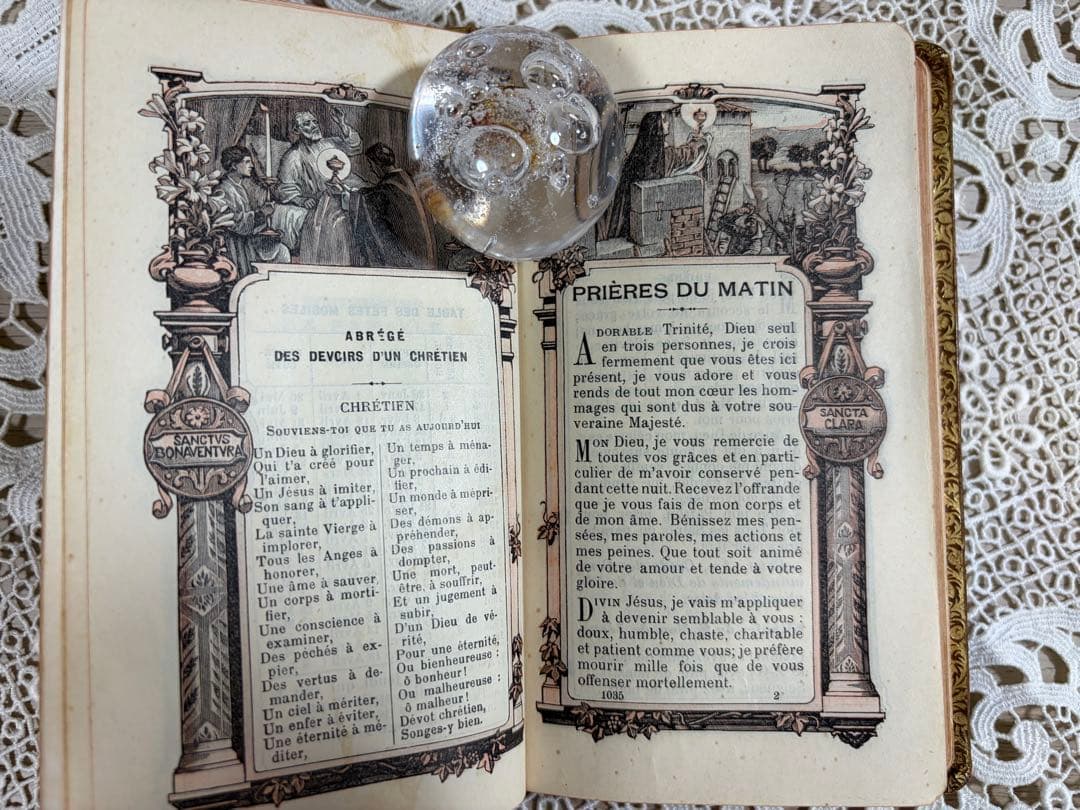 ABRÉGÉ
DES DEVCIRS D'UN CHRÉTIEN
CHRÉTIEN
SOUVIENS-TOI QUE TU AS AUJOURD'HUI
Un Dieu à glorifier,
Qui t'a créé pour
l'aimer,
Un Jésus à imiter,
Son sang à t'appli-
quer,
La sainte Vierge à
implorer,
Tous les Anges à
honorer,
Une âme à sauver,
Un corps à morti-
fier,
Une conscience à
examiner,
Des péchés à ex-
pier,
Des vertus à de-
mander,
Un ciel à mériter,
Un enfer à éviter,
Une éternité à mé-
diter,
Un temps à ména-
ger,
Un prochain à édi-
fier,
Un monde à mépri-
ser,
Des démons à ap-
préhender,
Des passions à
dompter,
Une mort, peut-
être, à souffrir,
Et un jugement à
subir,
D'un Dieu de vé-
rité,
Pour une éternité,
Ou bienheureuse :
ô bonheur !
Ou malheureuse :
ô malheur !
Dévot chrétien,
Songes-y bien.
SANCTVS
BONAVENTVRA
PRIÈRES DU MATIN
ADORABLE Trinité, Dieu seul
en trois personnes, je crois
fermement que vous êtes ici
présent, je vous adore et vous
rends de tout mon cœur les hom-
mages qui sont dus à votre sou-
veraine Majesté.
MON Dieu, je vous remercie de
toutes vos grâces et en parti-
culier de m'avoir conservé pen-
dant cette nuit. Recevez l'offrande
que je vous fais de mon corps et
de mon âme. Bénissez mes pen-
sées, mes paroles, mes actions et
mes peines. Que tout soit animé
de votre amour et tende à votre
gloire.
DIVIN Jésus, je vais m'appliquer
à devenir semblable à vous :
doux, humble, chaste, charitable
et patient comme vous; je préfère
mourir mille fois que de vous
offenser mortellement.
1035 2
SANCTA
CLARA